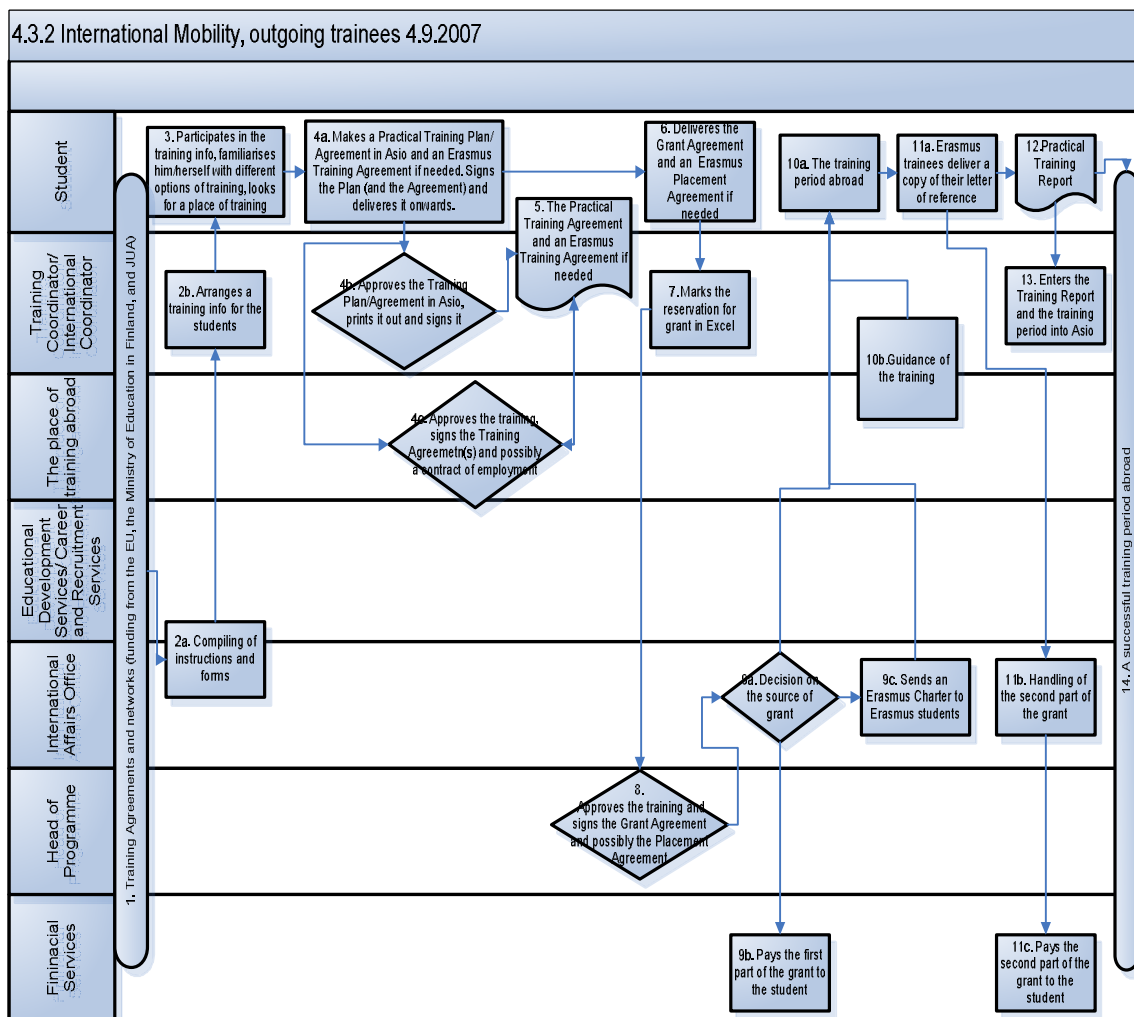 4.3.2 International Mobility, outgoing trainees 4.9.2007
Student
3. Participates in the
training info, familiarises
him/herself with different
options of training, looks
for a place of training
4a. Makes a Practical Training Plan/
Agreement in Asio and an Erasmus
Training Agreement if needed. Signs
the Plan (and the Agreement) and
deliveres it onwards.
6. Deliveres the
Grant Agreement
and an Erasmus
Placement
Agreement if
needed
10a. The training
period abroad
11a. Erasmus
trainees deliver a
copy of their letter
of reference
12.Practical
Training
Report
Training
Coordinator/
International
Coordinator
2b. Arranges a
training info for the
students
4b. Approves the Training
Plan/Agreement in Asio,
prints it out and signs it
5. The Practical
Training Agreement
and an Erasmus
Training Agreement if
needed
7. Marks the
reservation for
grant in Excel
10b.Guidance of
the training
13. Enters the
Training Report
and the training
period into Asio
The place of
training abroad
4c. Approves the training,
signs the Training
Agreemetn(s) and possibly
a contract of employment
Educational
Development
Services/ Career
and Recruitment
Services
International
Affairs Office
2a. Compiling of
instructions and
forms
9a. Decision on
the source of
grant
9c. Sends an
Erasmus Charter to
Erasmus students
11b. Handling of
the second part of
the grant
Head of
Programme
8.
Approves the training and
signs the Grant Agreement
and possibly the Placement
Agreement
Fininacial
Services
9b. Pays the first
part of the grant to
the student
11c. Pays the
second part of the
grant to the
student
1. Training Agreements and networks (funding from the EU, the Ministry of Education in Finland, and JUA)
14. A successful training period abroad